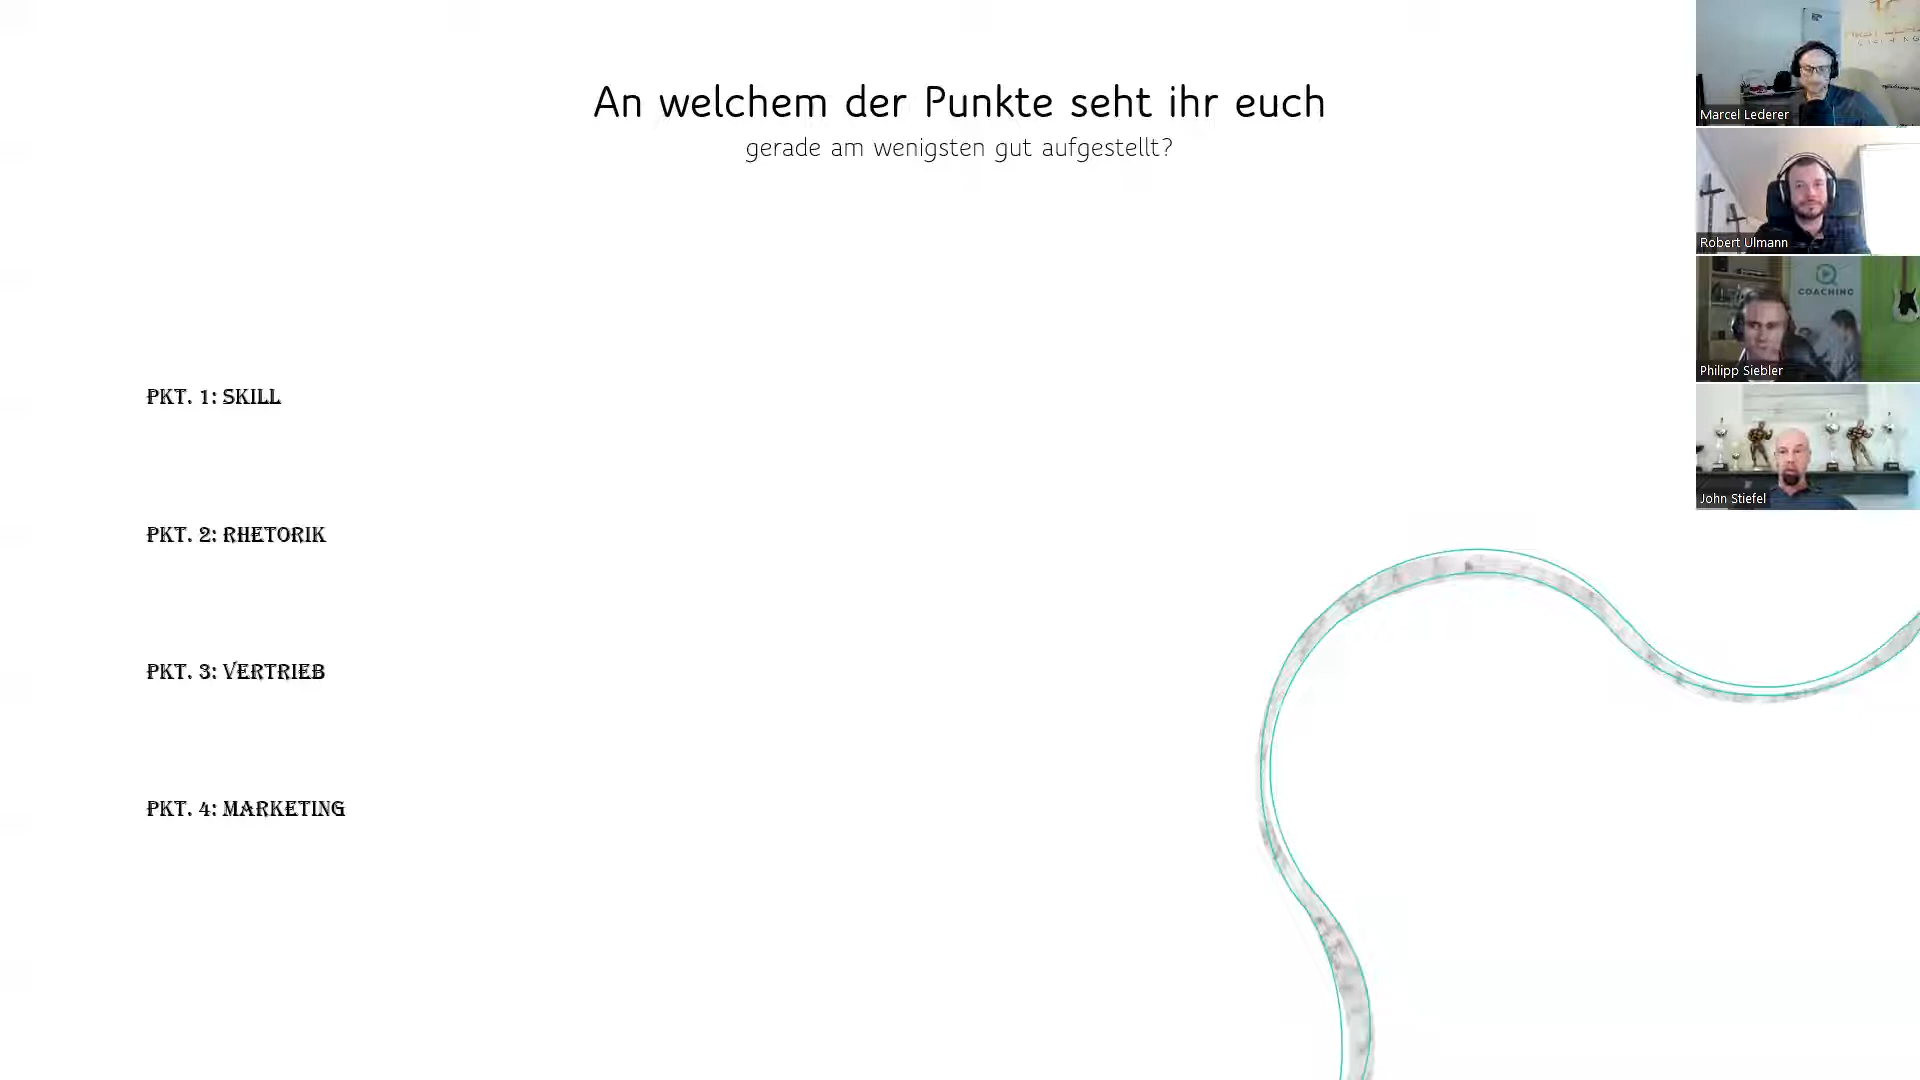 An welchem der Punkte seht ihr euch
gerade am wenigsten gut aufgestellt?
PKT. 1: SKILL
PKT. 2: RHETORIK
PKT. 3: VERTRIEB
PKT. 4: MARKETING
Marcel Lederer
Robert Ulmann
COACHING
Philipp Siebler
John Stiefel